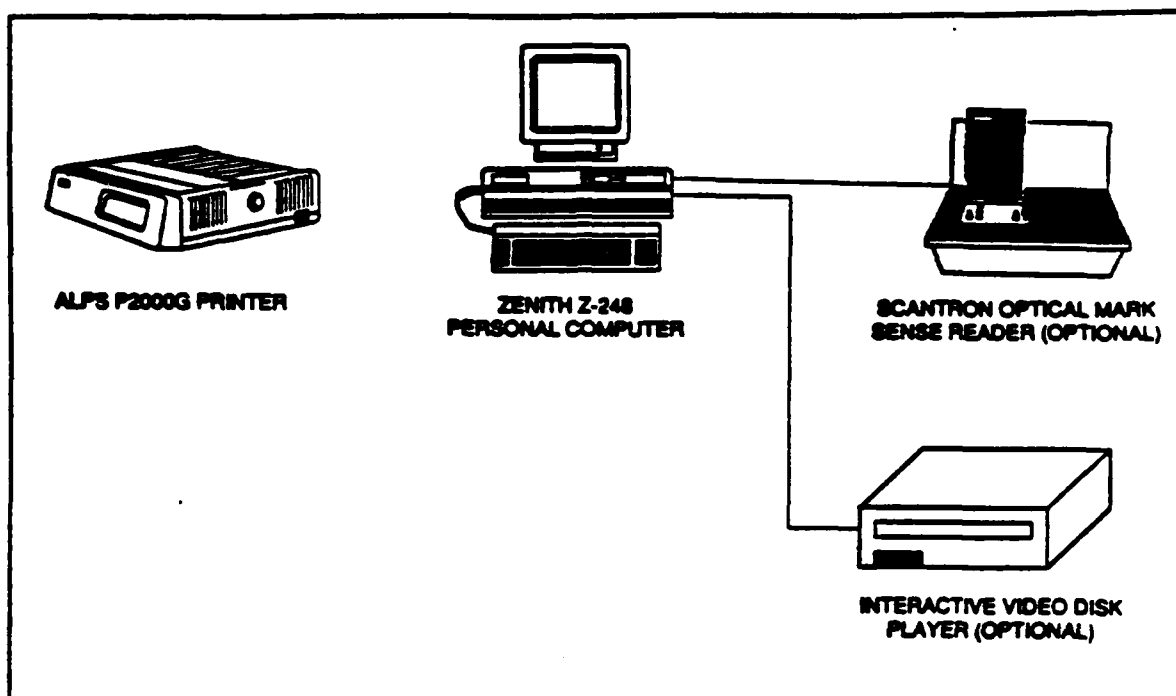 ALPS P2000G PRINTER
ZENITH Z-248
PERSONAL COMPUTER
SCANTRON OPTICAL MARK
SENSE READER (OPTIONAL)
INTERACTIVE VIDEO DISK
PLAYER (OPTIONAL)